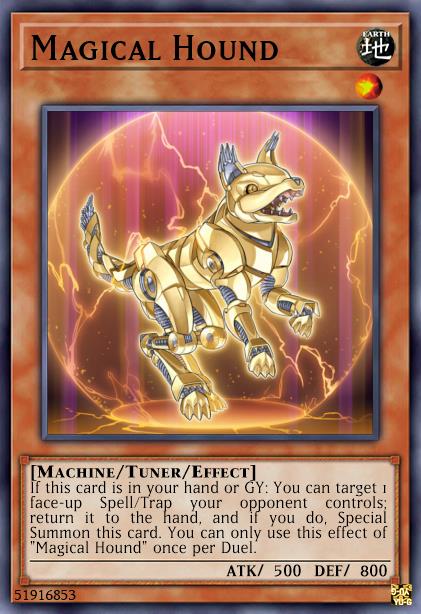 MAGICAL HOUND
EARTH
地
[MACHINE/TUNER/EFFECT]
If this card is in your hand or GY: You can target 1
face-up Spell/Trap your opponent controls;
return it to the hand, and if you do, Special
Summon this card. You can only use this effect of
"Magical Hound" once per Duel.
ATK/ 500 DEF/ 800
51916853